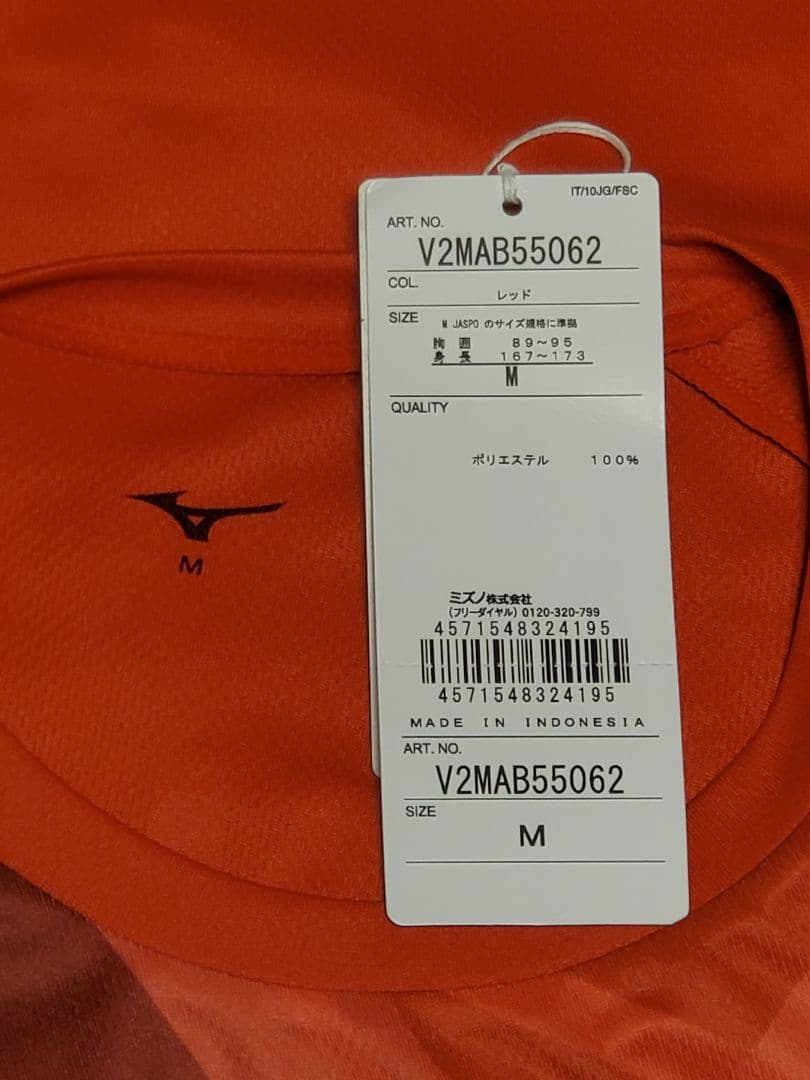 IT/10JG/FSC
ART. NO.
V2MAB55062
COL.
レッド
SIZE
M JASPO のサイズ規格に準拠
胸囲 89～95
身長 167～173
M
QUALITY
ポリエステル 100%
ミズノ株式会社
(フリーダイヤル) 0120-320-799
4571548324195
4571548324195
MADE IN INDONESIA
ART. NO.
V2MAB55062
SIZE
M
M